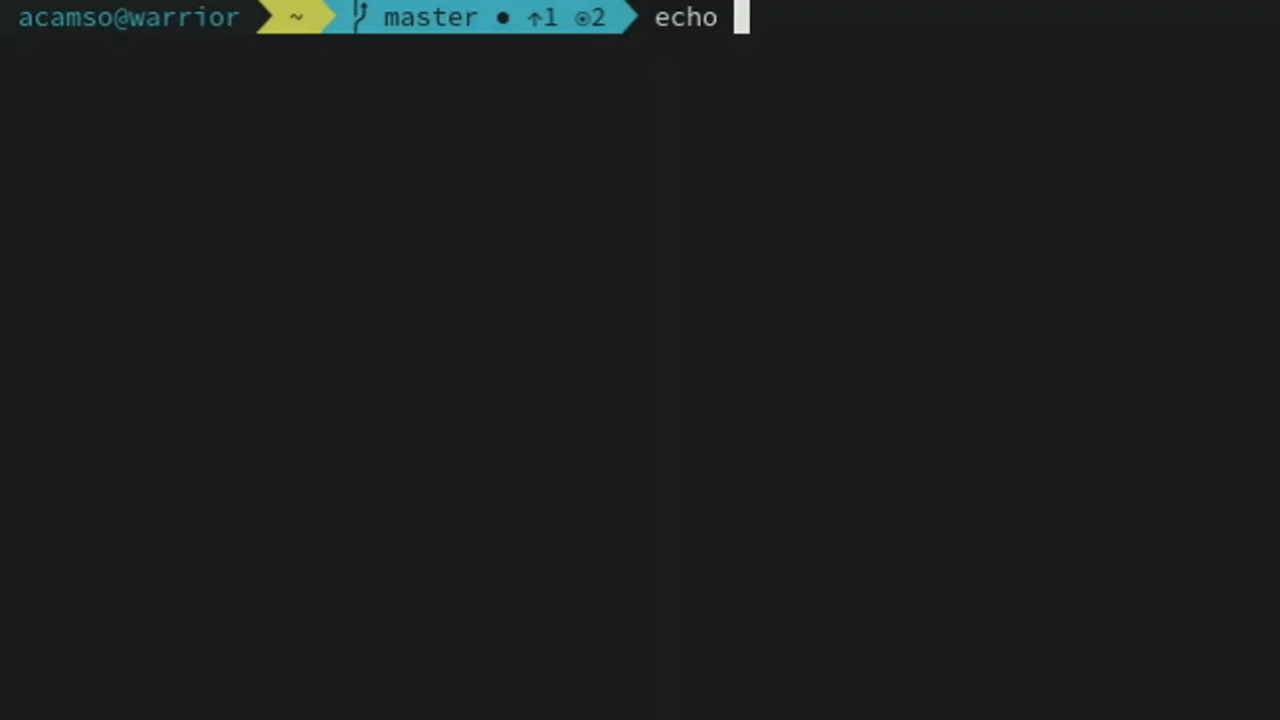 acamso@warrior ~ master ● ↑1 ⊙2 echo